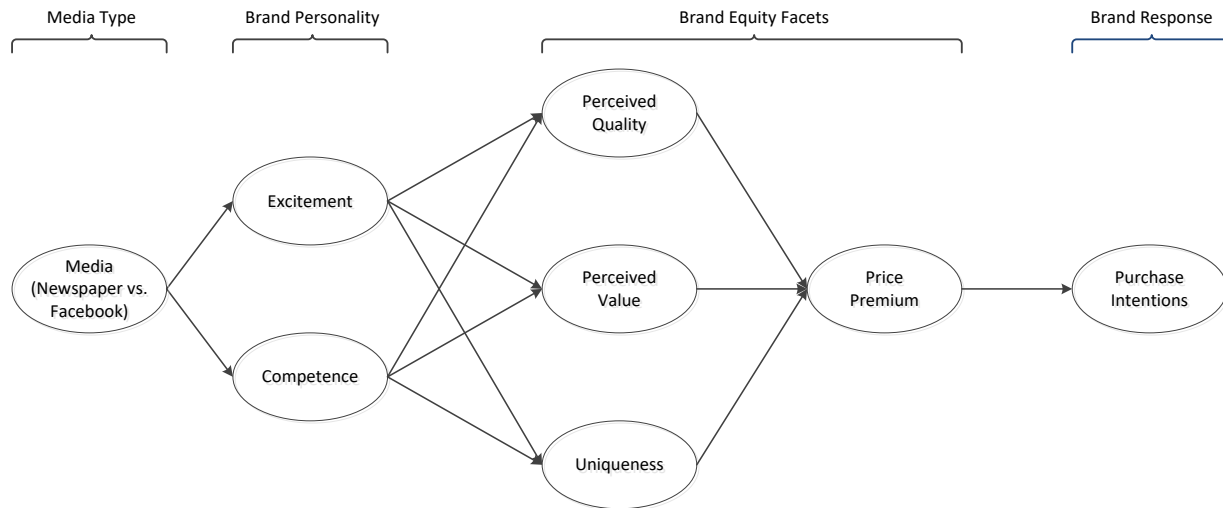 Media Type
Brand Personality
Brand Equity Facets
Brand Response
Media
(Newspaper vs.
Facebook)
Excitement
Competence
Perceived
Quality
Perceived
Value
Uniqueness
Price
Premium
Purchase
Intentions